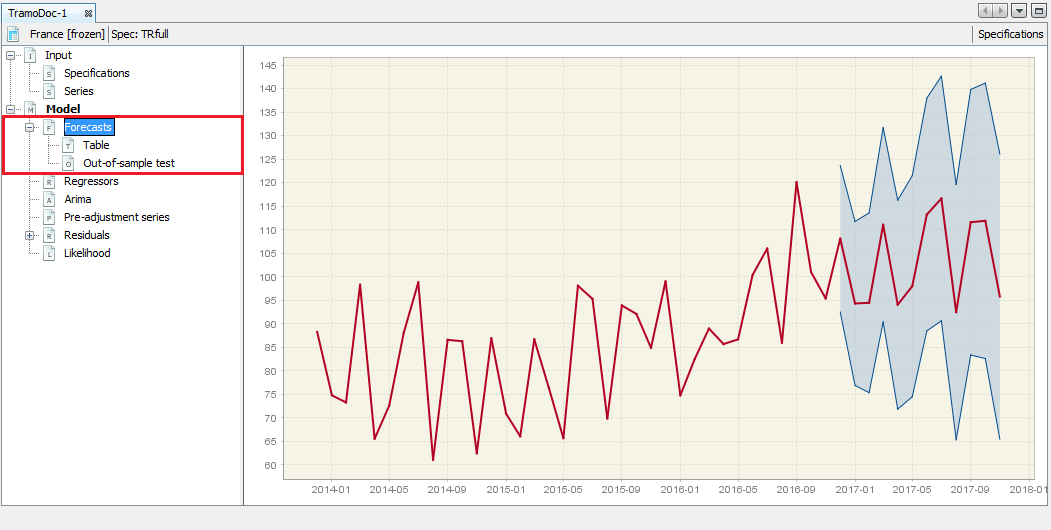 TramoDoc-1
France [frozen] Spec: TRfull Specifications
I Input
S Specifications
S Series
M Model
F Forecasts
T Table
O Out-of-sample test
R Regressors
A Arima
P Pre-adjustment series
R Residuals
L Likelihood
145
140
135
130
125
120
115
110
105
100
95
90
85
80
75
70
65
60
2014-01 2014-05 2014-09 2015-01 2015-05 2015-09 2016-01 2016-05 2016-09 2017-01 2017-05 2017-09 2018-01